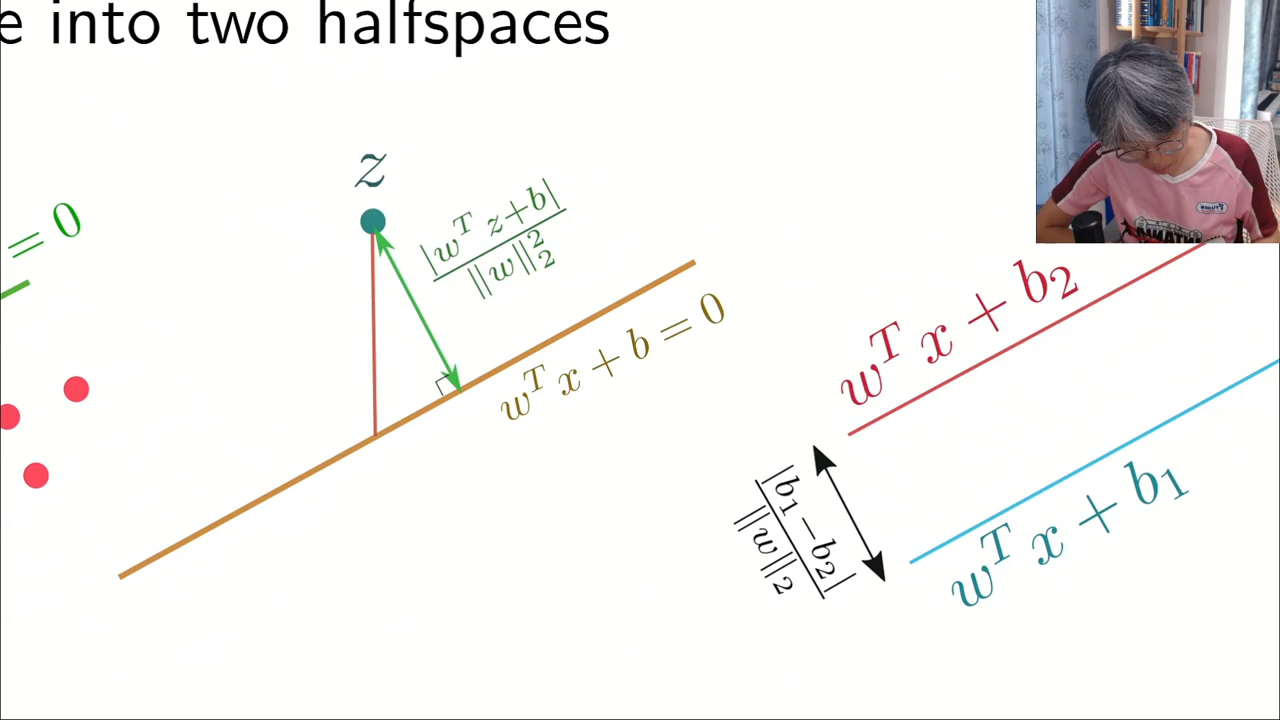 e into two halfspaces
= 0
z
|w^T z+b|
‖w‖_2^2
w^T x + b = 0
w^T x + b_2
|b_1 − b_2|
‖w‖_2
w^T x + b_1